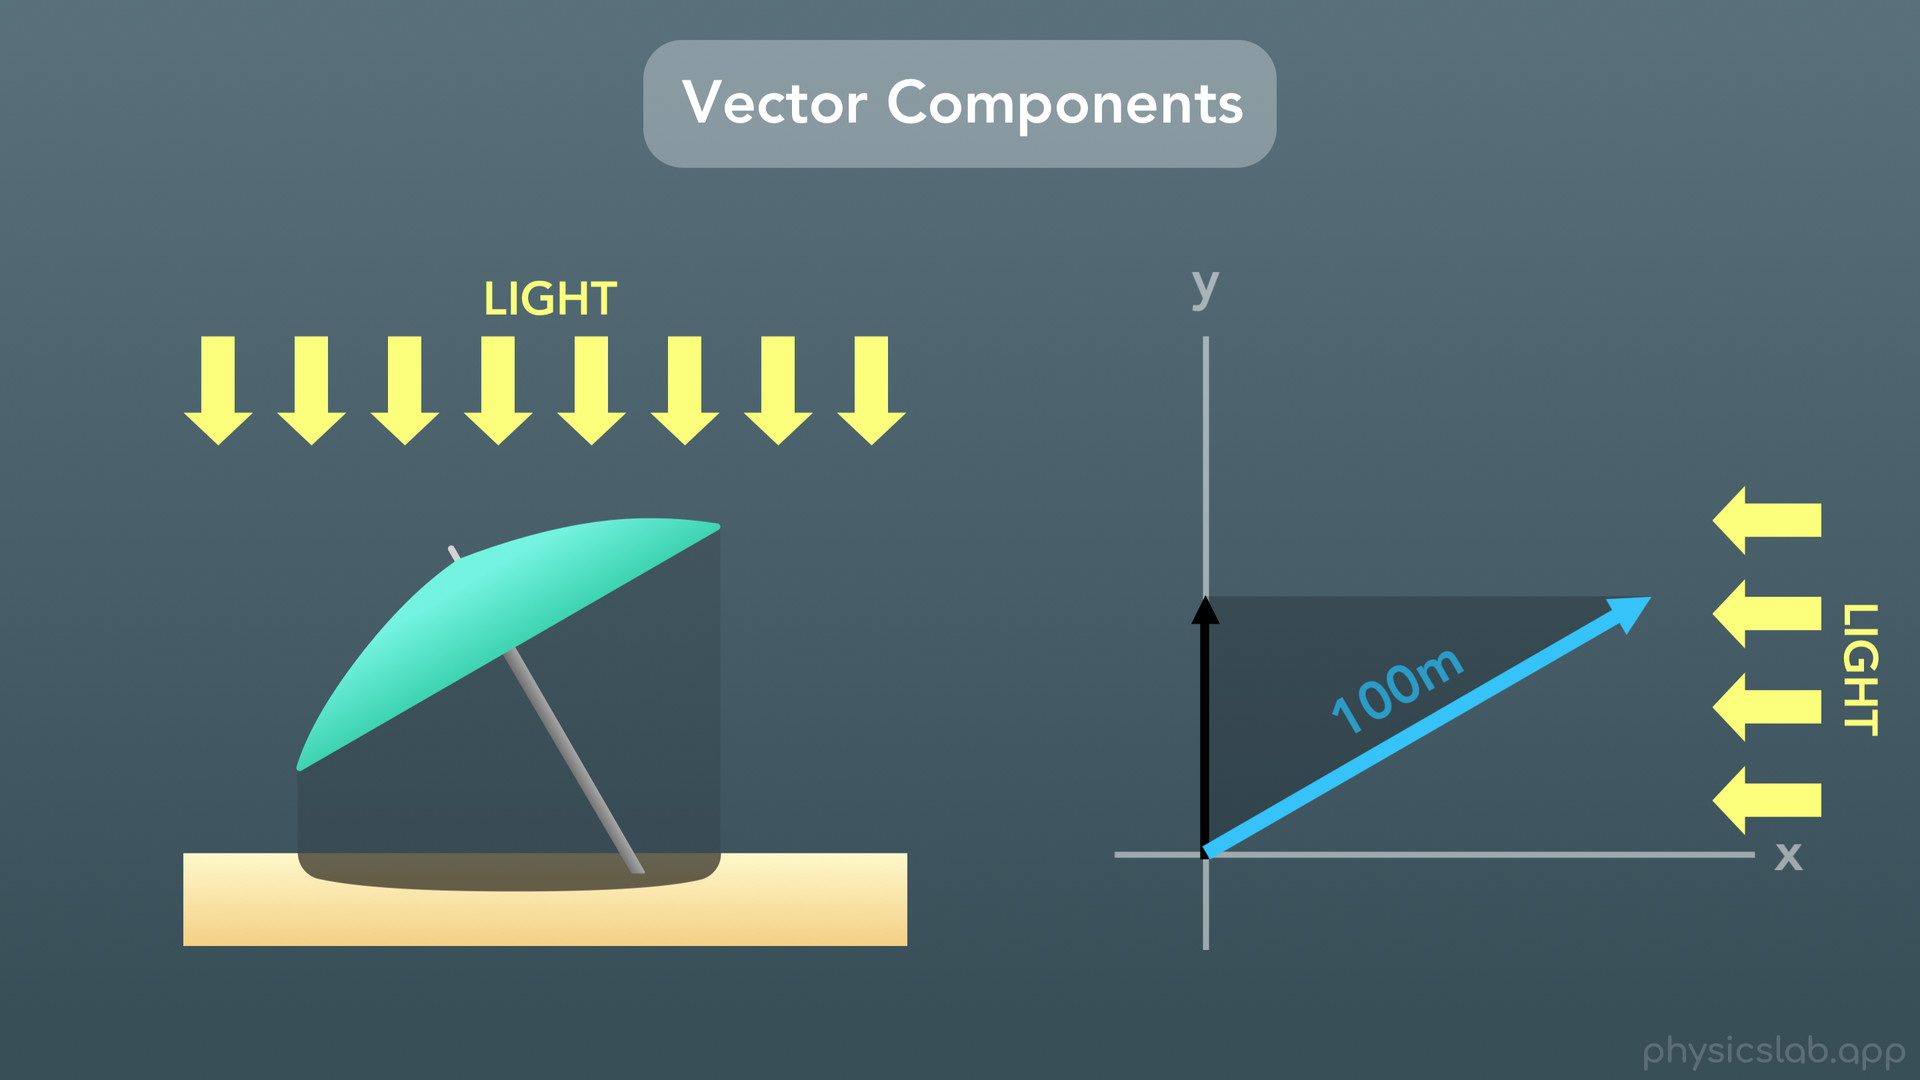 Vector Components
LIGHT
y
100m
LIGHT
x
physicslab.app